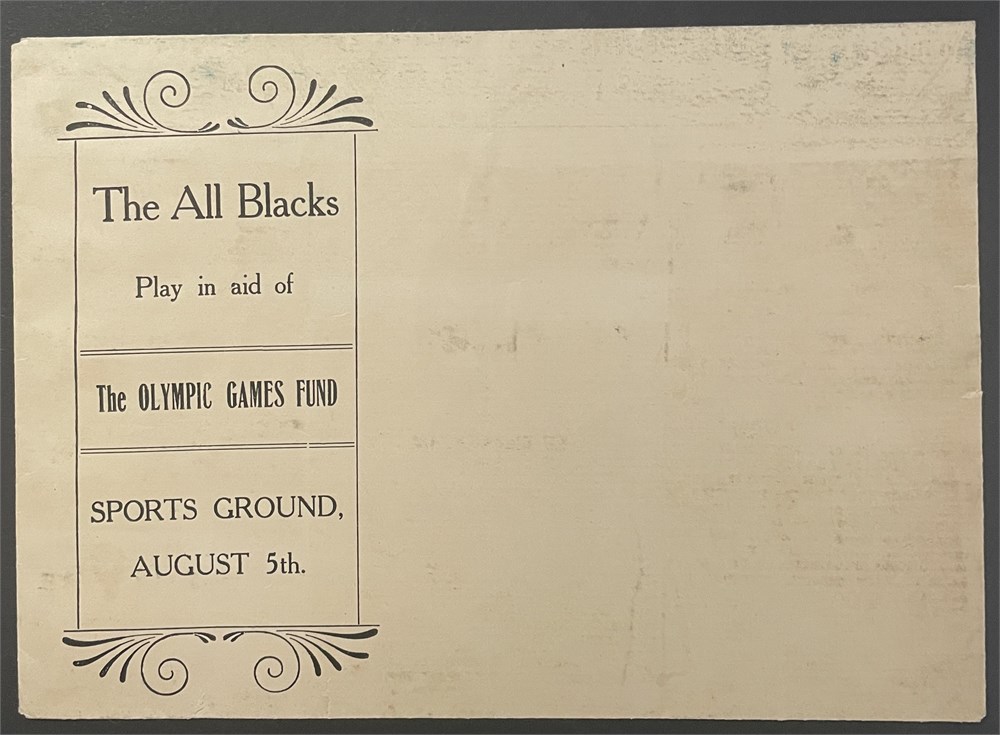 The All Blacks
Play in aid of
The OLYMPIC GAMES FUND
SPORTS GROUND,
AUGUST 5th.